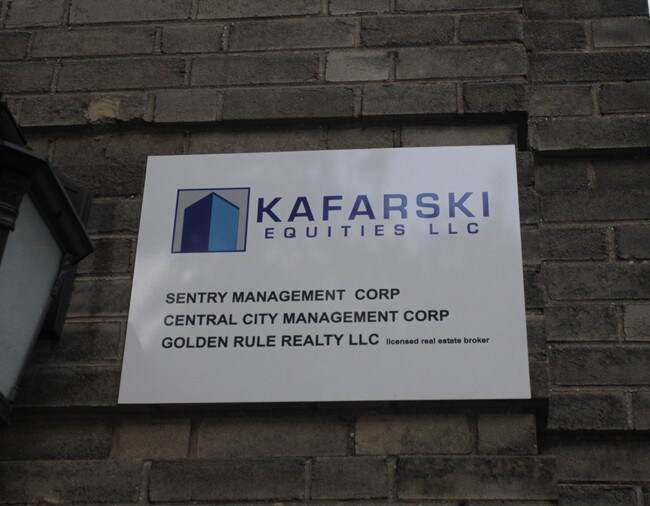 KAFARSKI
EQUITIES LLC
SENTRY MANAGEMENT CORP
CENTRAL CITY MANAGEMENT CORP
GOLDEN RULE REALTY LLC licensed real estate broker